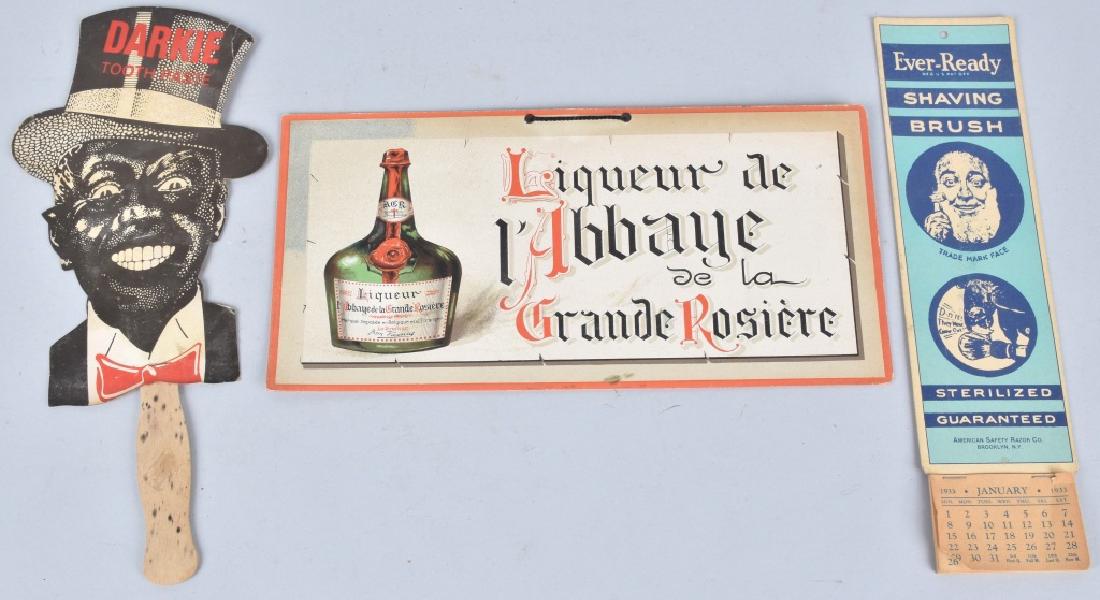 DARKIE
TOOTH PASTE
Liqueur de
l'Abbaye
de la
Grande Rosière
Liqueur
l'Abbaye de la Grande Rosière
Ever-Ready
SHAVING
BRUSH
TRADE MARK FACE
STERILIZED
GUARANTEED
AMERICAN SAFETY RAZOR CO.
BROOKLYN, N.Y.
1933 • JANUARY • 1933
SUN. MON. TUES. WED. THU. FRI. SAT.
1 2 3 4 5 6 7
8 9 10 11 12 13 14
15 16 17 18 19 20 21
22 23 24 25 26 27 28
29 30 31